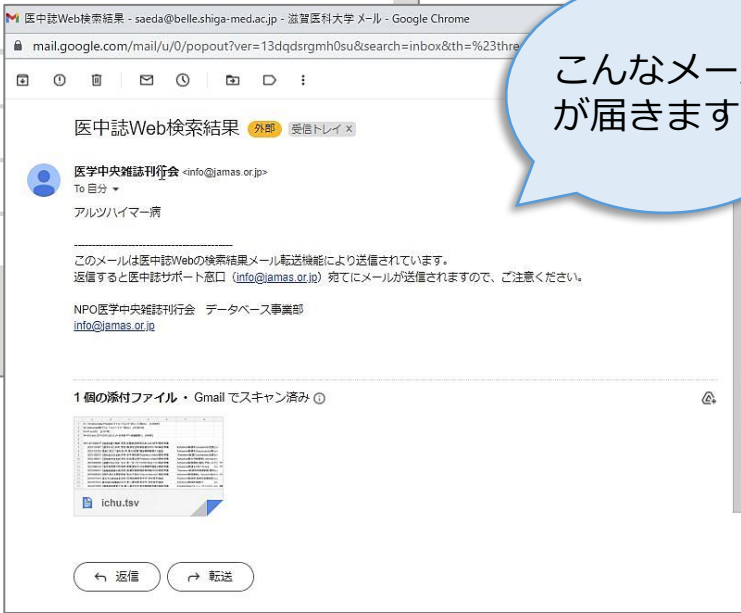 医中誌Web検索結果 - saeda@belle.shiga-med.ac.jp - 滋賀医科大学 メール - Google Chrome
mail.google.com/mail/u/0/popout?ver=13dqdsrgmh0su&search=inbox&th=%23thre
こんなメー
が届きます
医中誌Web検索結果 外部 受信トレイ x
医学中央雑誌刊行会 <info@jamas.or.jp>
To 自分
アルツハイマー病
このメールは医中誌Webの検索結果メール転送機能により送信されています。
返信すると医中誌サポート窓口（info@jamas.or.jp）宛てにメールが送信されますので、ご注意ください。
NPO医学中央雑誌刊行会 データベース事業部
info@jamas.or.jp
1 個の添付ファイル • Gmail でスキャン済み
ichu.tsv
返信 転送